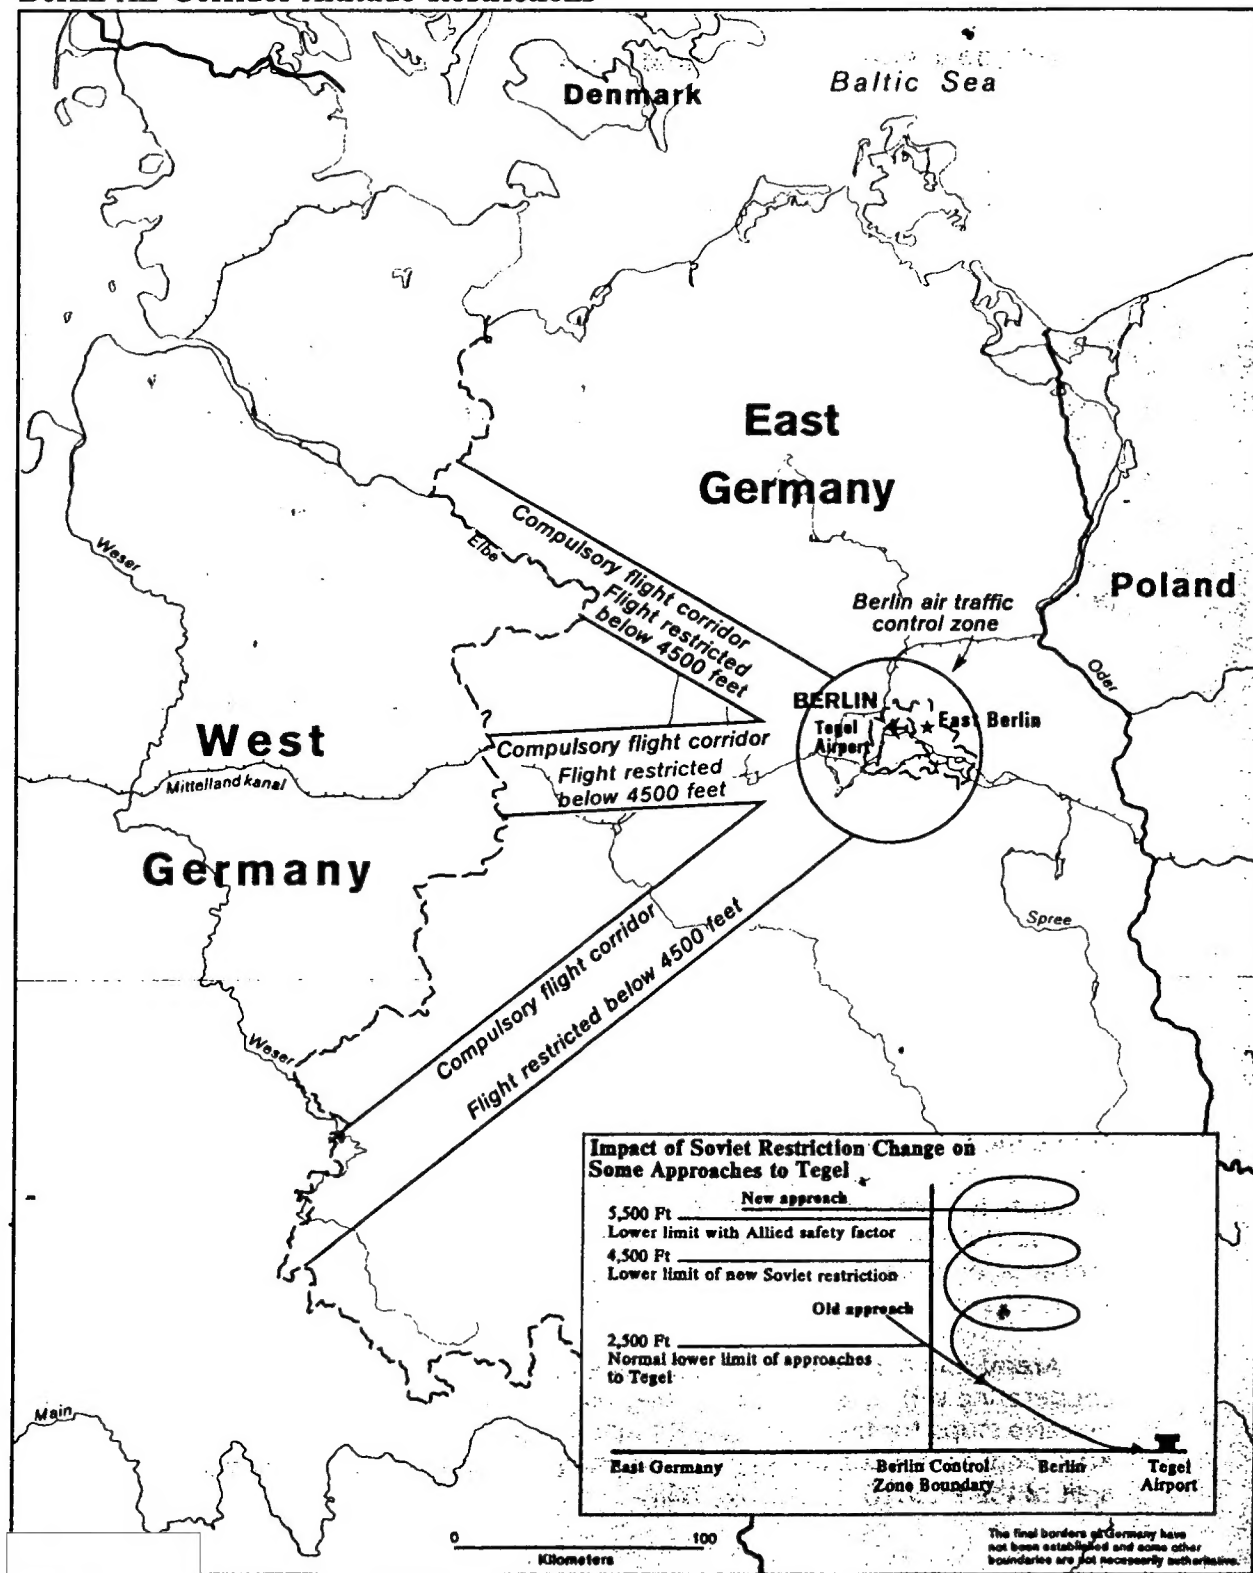 Berlin Air Corridor Altitude Restrictions
Denmark
Baltic Sea
East
Germany
Poland
Weser
Elbe
Compulsory flight corridor
Flight restricted
below 4500 feet
Berlin air traffic
control zone
Oder
BERLIN
Tegel
Airport
East Berlin
West
Germany
Mittelland kanal
Compulsory flight corridor
Flight restricted
below 4500 feet
Spree
Compulsory flight corridor
Flight restricted below 4500 feet
Weser
Main
Impact of Soviet Restriction Change on
Some Approaches to Tegel
New approach
5,500 Ft
Lower limit with Allied safety factor
4,500 Ft
Lower limit of new Soviet restriction
Old approach
2,500 Ft
Normal lower limit of approaches
to Tegel
East Germany
Berlin Control
Zone Boundary
Berlin
Tegel
Airport
0 100
Kilometers
The final borders of Germany have
not been established and some other
boundaries are not necessarily authoritative.